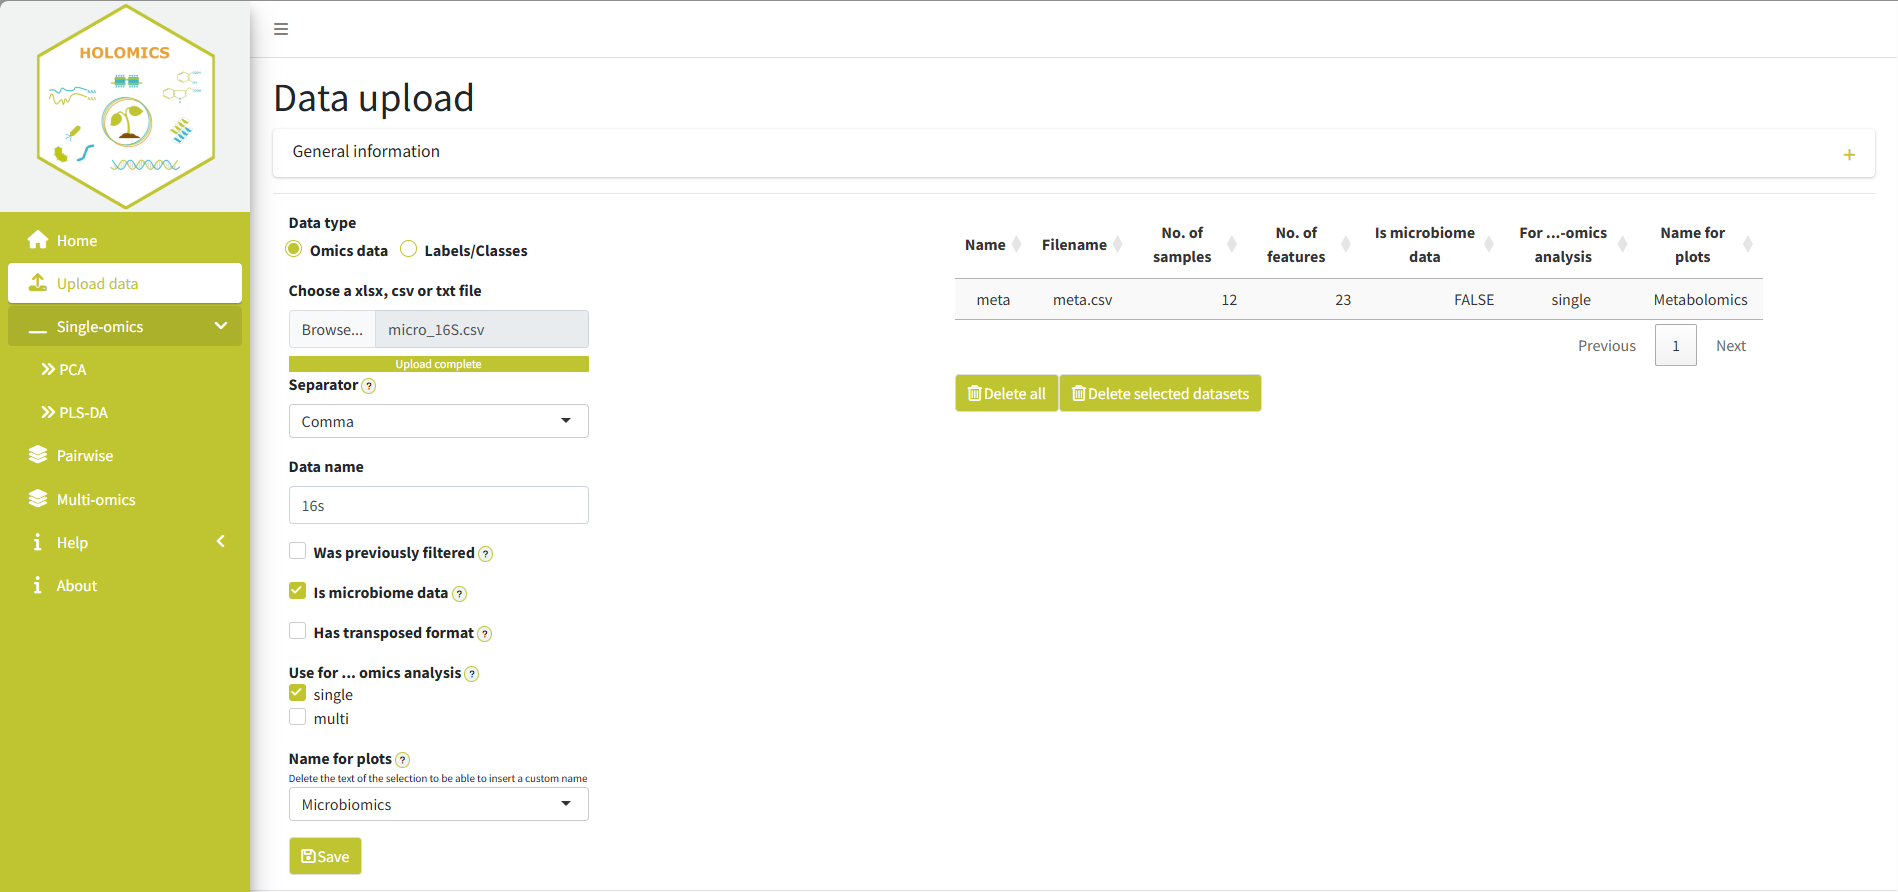 HOLOMICS
Home
Upload data
Single-omics
PCA
PLS-DA
Pairwise
Multi-omics
Help
About
Data upload
General information
+
Data type
Omics data Labels/Classes
Choose a xlsx, csv or txt file
Browse... micro_16S.csv
Upload complete
Separator ?
Comma
Data name
16s
Was previously filtered ?
Is microbiome data ?
Has transposed format ?
Use for ... omics analysis ?
single
multi
Name for plots ?
Delete the text of the selection to be able to insert a custom name
Microbiomics
Save
Name Filename No. of samples No. of features Is microbiome data For ...-omics analysis Name for plots
meta meta.csv 12 23 FALSE single Metabolomics
Previous 1 Next
Delete all Delete selected datasets